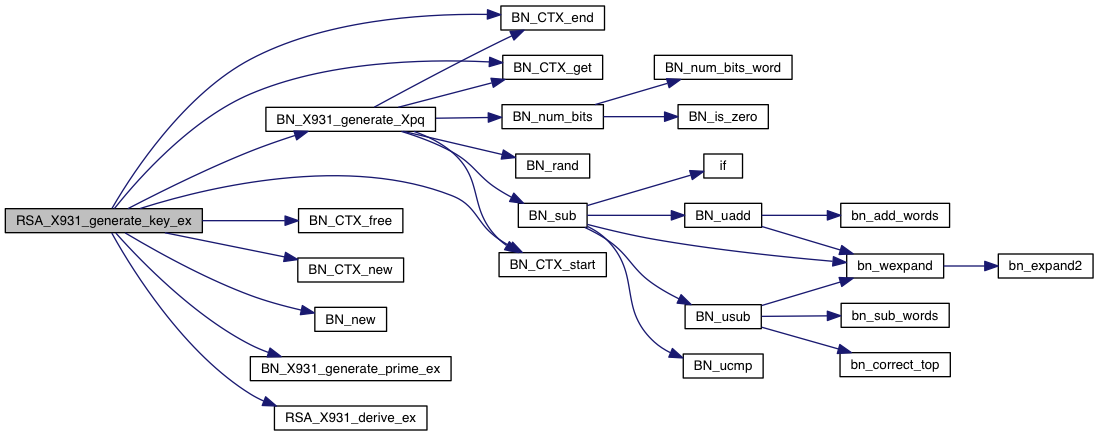 BN_CTX_end
BN_CTX_get
BN_num_bits_word
BN_X931_generate_Xpq
BN_num_bits
BN_is_zero
BN_rand
if
RSA_X931_generate_key_ex
BN_CTX_free
BN_sub
BN_uadd
bn_add_words
BN_CTX_new
BN_CTX_start
bn_wexpand
bn_expand2
BN_new
BN_usub
bn_sub_words
BN_X931_generate_prime_ex
BN_ucmp
bn_correct_top
RSA_X931_derive_ex